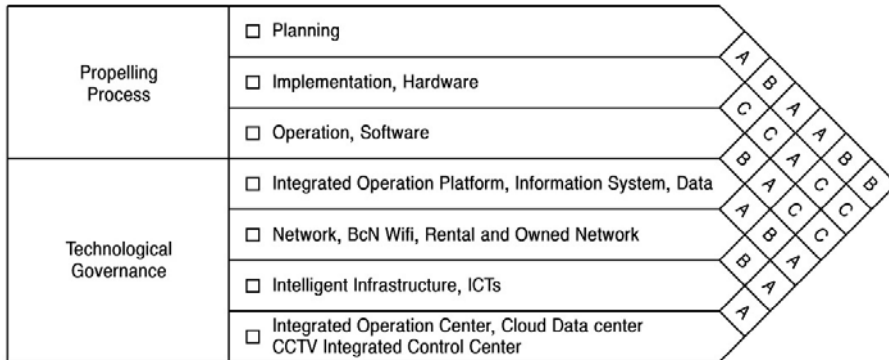 Propelling
Process
☐ Planning
☐ Implementation, Hardware
☐ Operation, Software
Technological
Governance
☐ Integrated Operation Platform, Information System, Data
☐ Network, BcN Wifi, Rental and Owned Network
☐ Intelligent Infrastructure, ICTs
☐ Integrated Operation Center, Cloud Data center
CCTV Integrated Control Center
A B A A B B
C C A C C
B A C C
A B A
B A
A